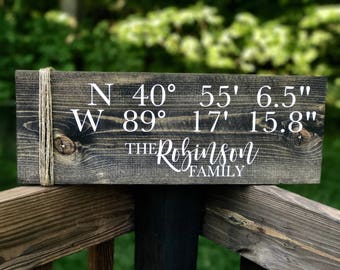 N 40° 55' 6.5"
W 89° 17' 15.8"
THE Robinson
FAMILY